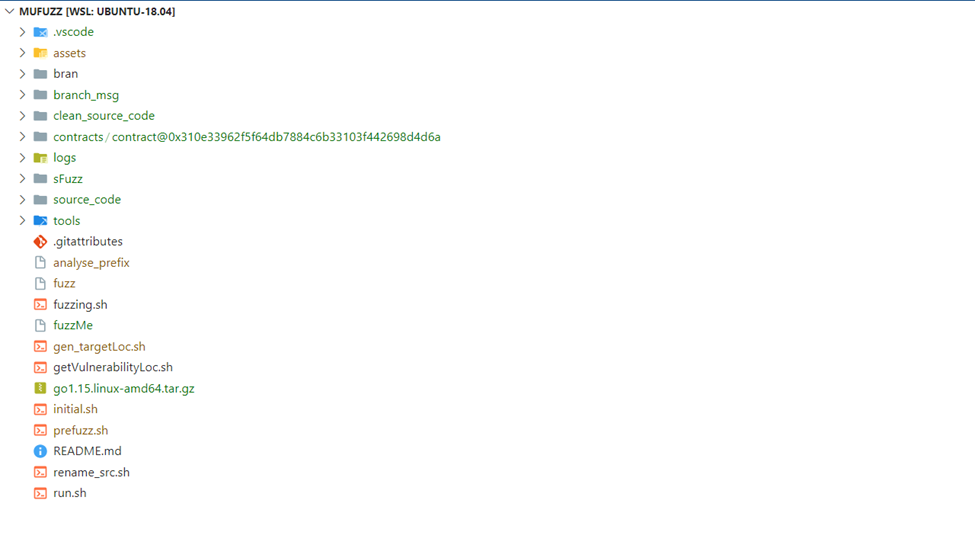 MUFUZZ [WSL: UBUNTU-18.04]
.vscode
assets
bran
branch_msg
clean_source_code
contracts / contract@0x310e33962f5f64db7884c6b33103f442698d4d6a
logs
sFuzz
source_code
tools
.gitattributes
analyse_prefix
fuzz
fuzzing.sh
fuzzMe
gen_targetLoc.sh
getVulnerabilityLoc.sh
go1.15.linux-amd64.tar.gz
initial.sh
prefuzz.sh
README.md
rename_src.sh
run.sh